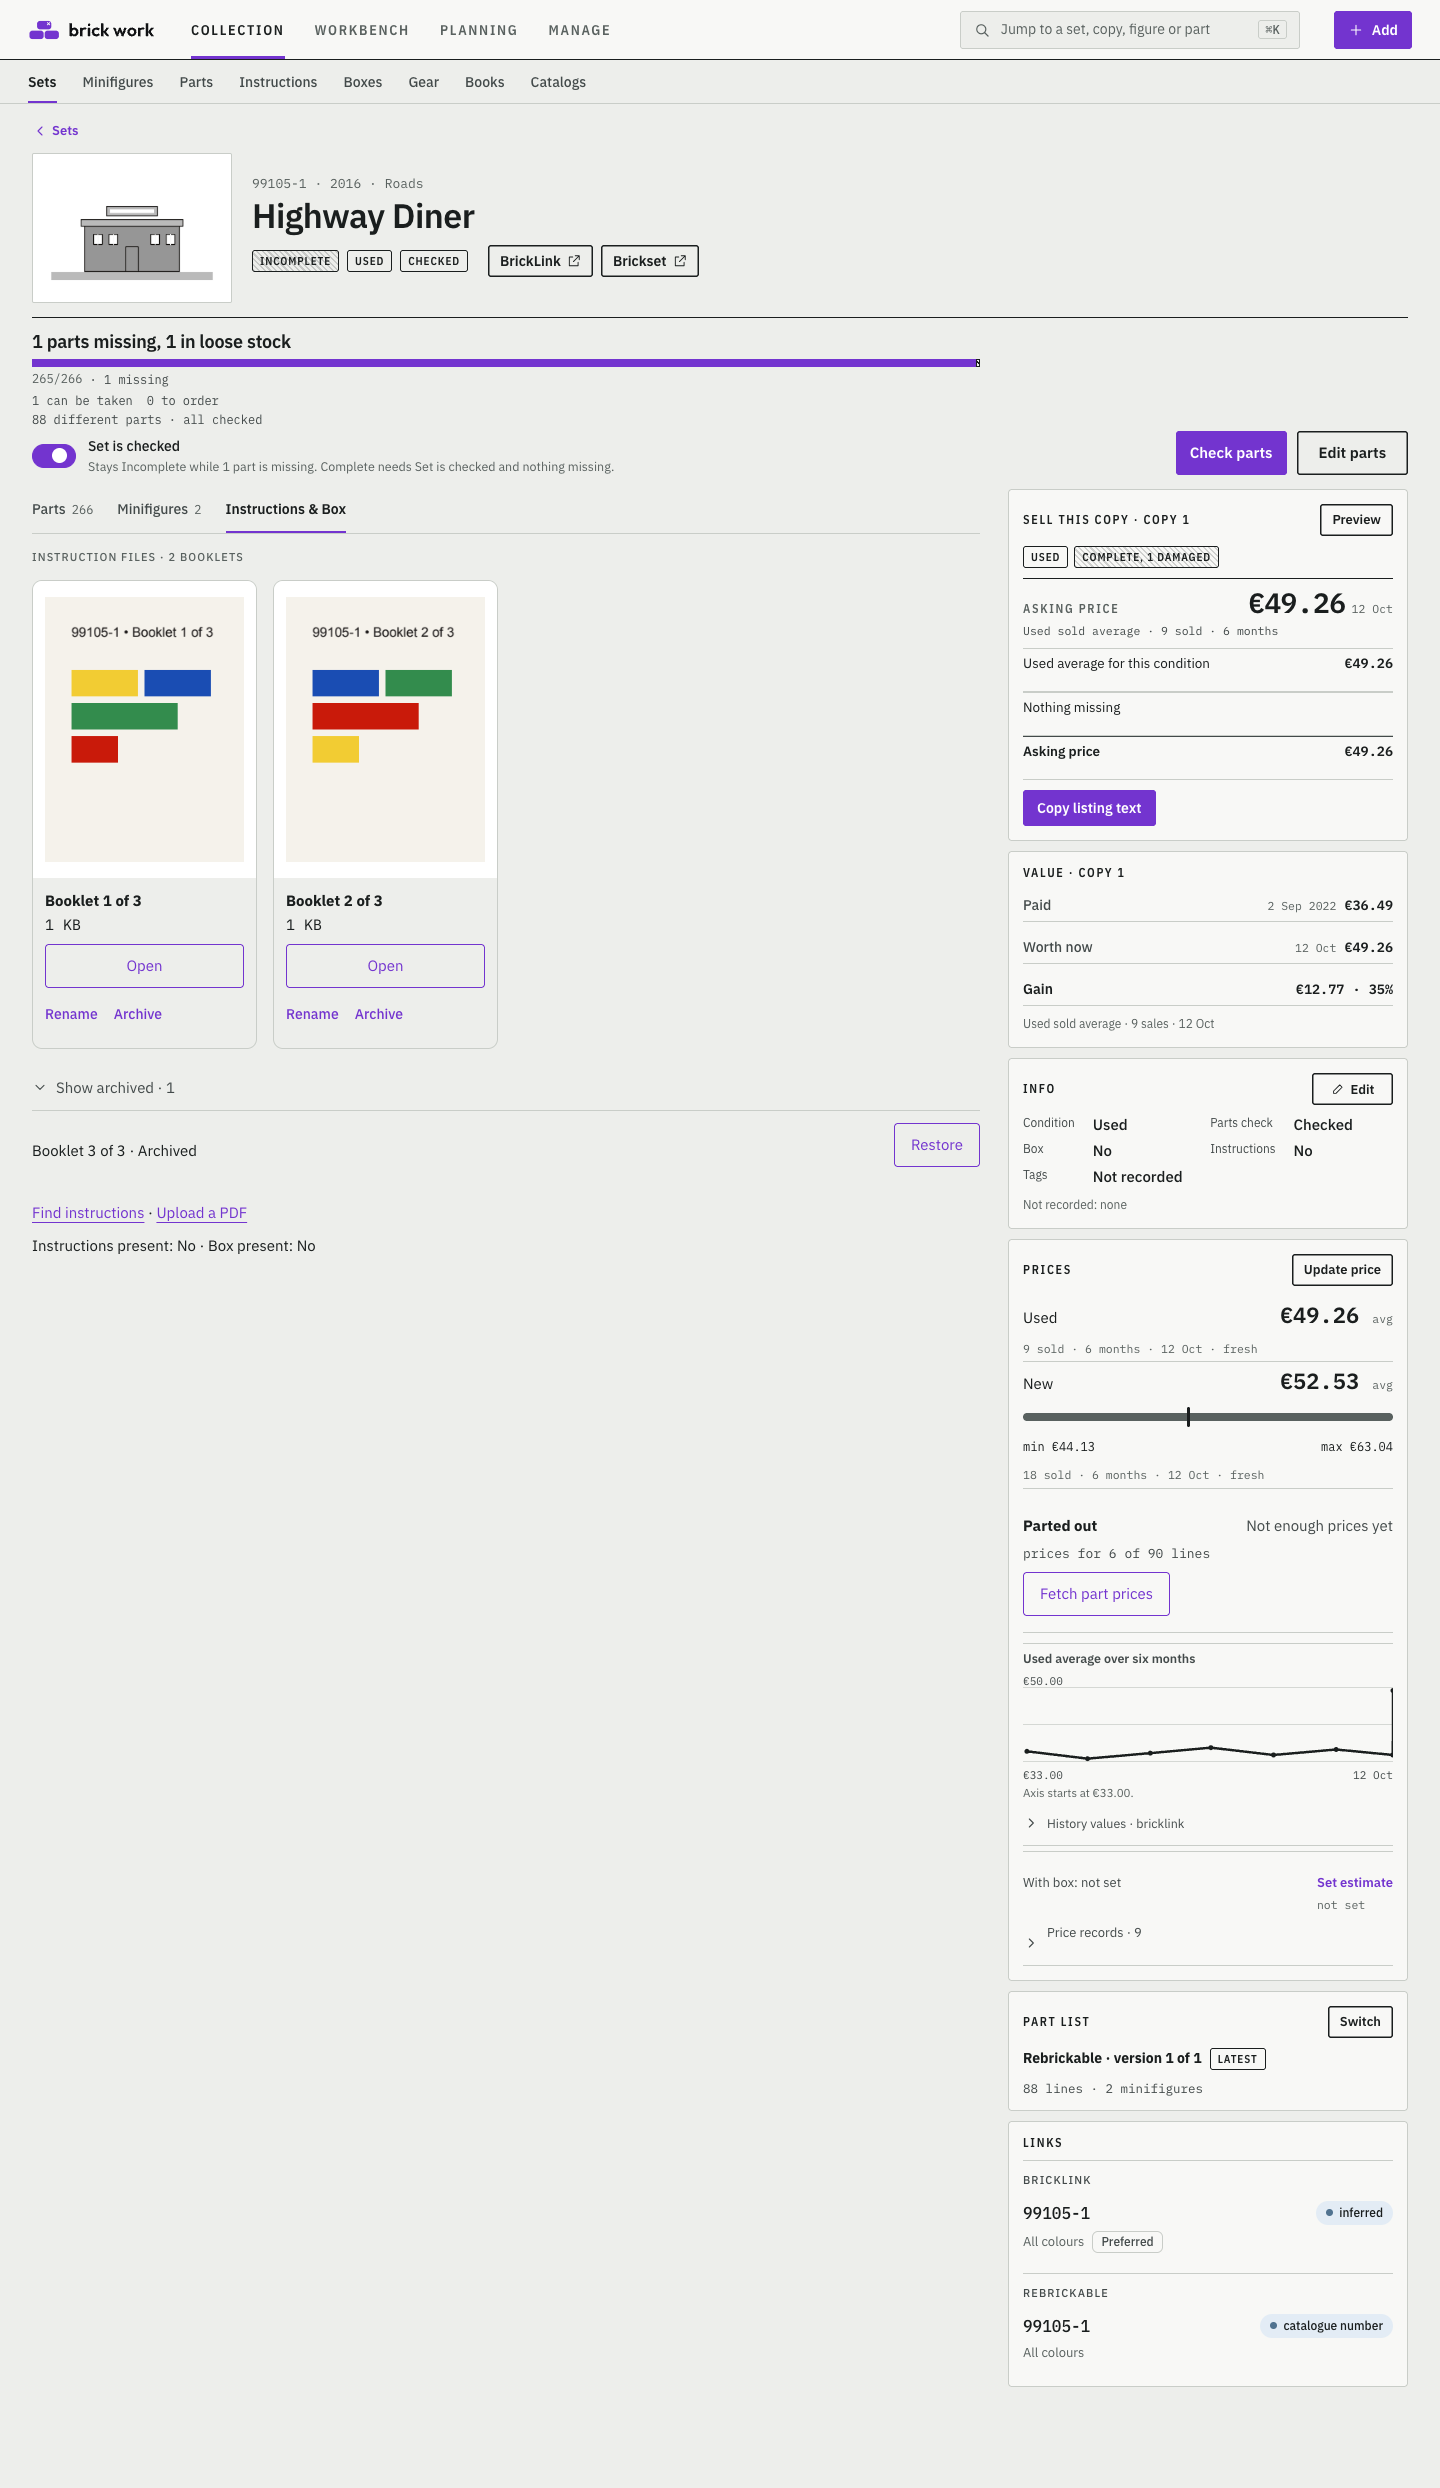 brick work
COLLECTION WORKBENCH PLANNING MANAGE
Jump to a set, copy, figure or part ⌘K
Add
Sets Minifigures Parts Instructions Boxes Gear Books Catalogs
Sets
99105-1 · 2016 · Roads
Highway Diner
INCOMPLETE USED CHECKED BrickLink Brickset
1 parts missing, 1 in loose stock
265/266 · 1 missing
1 can be taken 0 to order
88 different parts · all checked
Set is checked
Stays Incomplete while 1 part is missing. Complete needs Set is checked and nothing missing.
Check parts Edit parts
Parts 266 Minifigures 2 Instructions & Box
INSTRUCTION FILES · 2 BOOKLETS
99105-1 • Booklet 1 of 3
Booklet 1 of 3
1 KB
Open
Rename Archive
99105-1 • Booklet 2 of 3
Booklet 2 of 3
1 KB
Open
Rename Archive
Show archived · 1
Booklet 3 of 3 · Archived
Restore
Find instructions · Upload a PDF
Instructions present: No · Box present: No
SELL THIS COPY · COPY 1
Preview
USED COMPLETE, 1 DAMAGED
ASKING PRICE €49.26 12 Oct
Used sold average · 9 sold · 6 months
Used average for this condition €49.26
Nothing missing
Asking price €49.26
Copy listing text
VALUE · COPY 1
Paid 2 Sep 2022 €36.49
Worth now 12 Oct €49.26
Gain €12.77 · 35%
Used sold average · 9 sales · 12 Oct
INFO
Edit
Condition Used Parts check Checked
Box No Instructions No
Tags Not recorded
Not recorded: none
PRICES
Update price
Used €49.26 avg
9 sold · 6 months · 12 Oct · fresh
New €52.53 avg
min €44.13 max €63.04
18 sold · 6 months · 12 Oct · fresh
Parted out Not enough prices yet
prices for 6 of 90 lines
Fetch part prices
Used average over six months
€50.00
€33.00 12 Oct
Axis starts at €33.00.
History values · bricklink
With box: not set Set estimate
not set
Price records · 9
PART LIST
Switch
Rebrickable · version 1 of 1 LATEST
88 lines · 2 minifigures
LINKS
BRICKLINK
99105-1 inferred
All colours Preferred
REBRICKABLE
99105-1 catalogue number
All colours